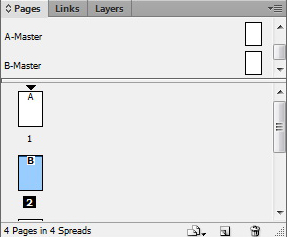 Pages Links Layers
A-Master
B-Master
A
1
B
2
4 Pages in 4 Spreads